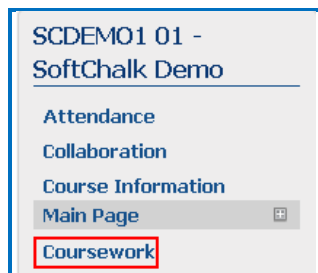 SCDEMO1 01 -
SoftChalk Demo
Attendance
Collaboration
Course Information
Main Page
Coursework